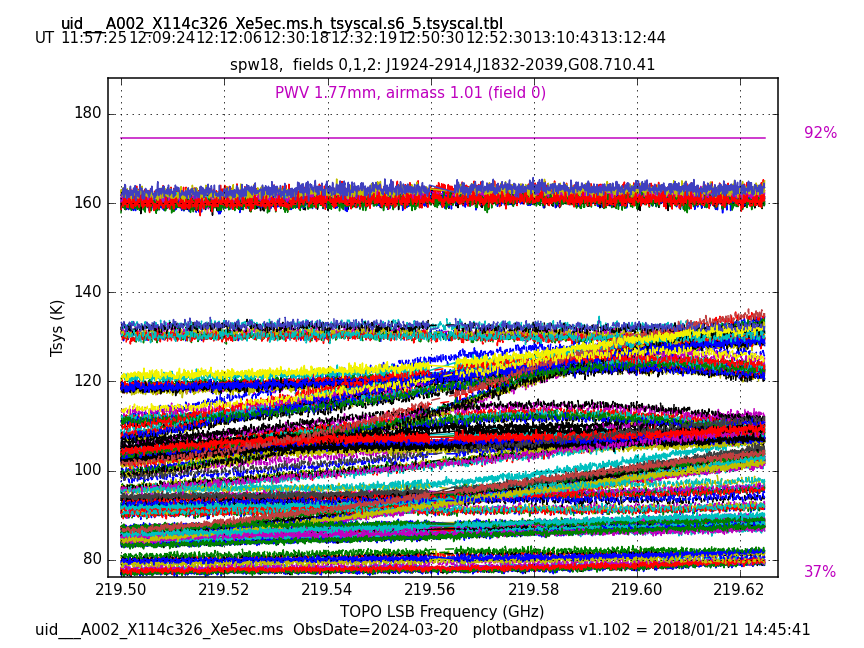 uid___A002_X114c326_Xe5ec.ms.h_tsyscal.s6_5.tsyscal.tbl
UT 11:57:25 12:09:24 12:12:06 12:30:18 12:32:19 12:50:30 12:52:30 13:10:43 13:12:44
spw18, fields 0,1,2: J1924-2914,J1832-2039,G08.710.41
PWV 1.77mm, airmass 1.01 (field 0)
180
92%
160
140
Tsys (K)
120
100
80
37%
219.50 219.52 219.54 219.56 219.58 219.60 219.62
TOPO LSB Frequency (GHz)
uid___A002_X114c326_Xe5ec.ms ObsDate=2024-03-20 plotbandpass v1.102 = 2018/01/21 14:45:41